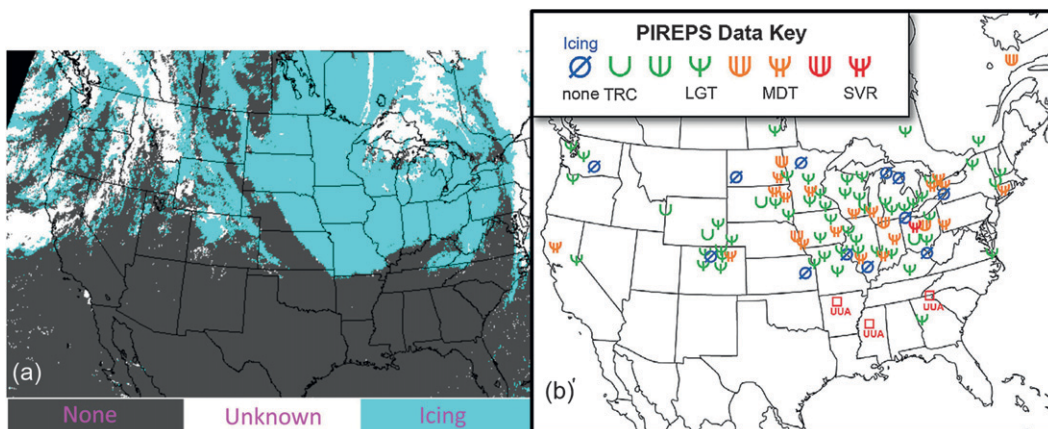 (a)
None Unknown Icing
PIREPS Data Key
Icing
none TRC LGT MDT SVR
UUA
UUA
UUA
(b)